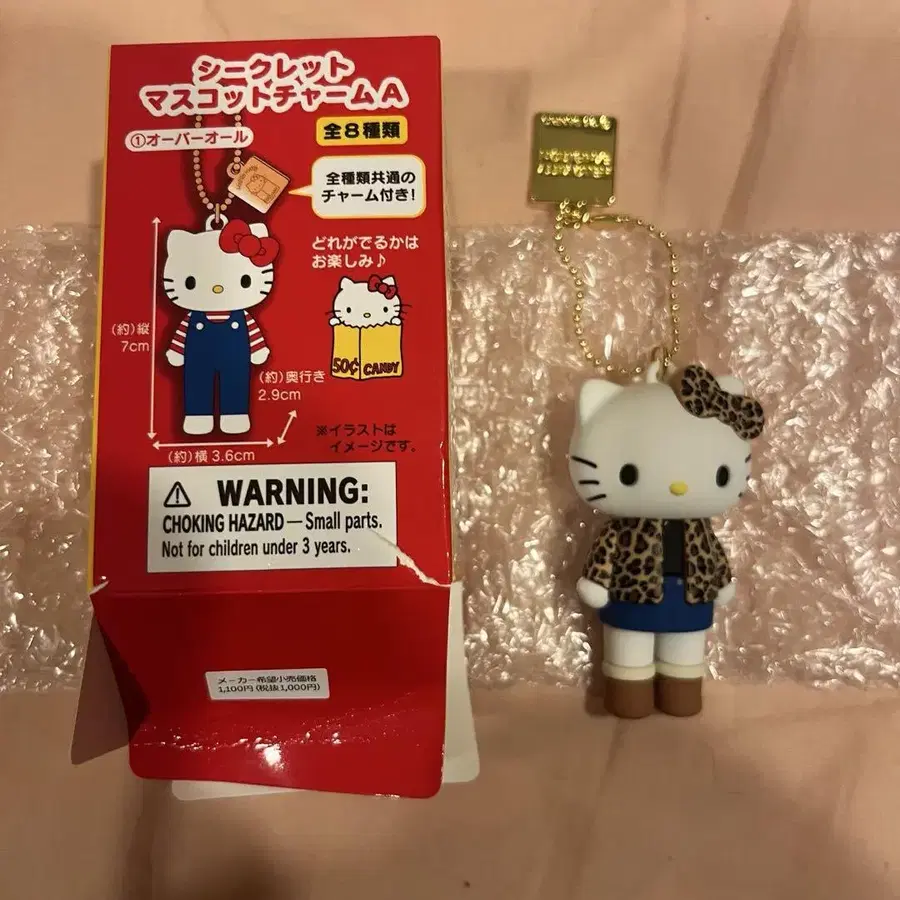 シークレット
マスコットチャームA
①オーバーオール
全8種類
全種類共通の
チャーム付き!
どれがでるかは
お楽しみ♪
50¢ CANDY
(約)縦
7cm
(約)奥行き
2.9cm
(約)横3.6cm
※イラストは
イメージです。
WARNING:
CHOKING HAZARD — Small parts.
Not for children under 3 years.
メーカー希望小売価格
1,100円(税抜1,000円)